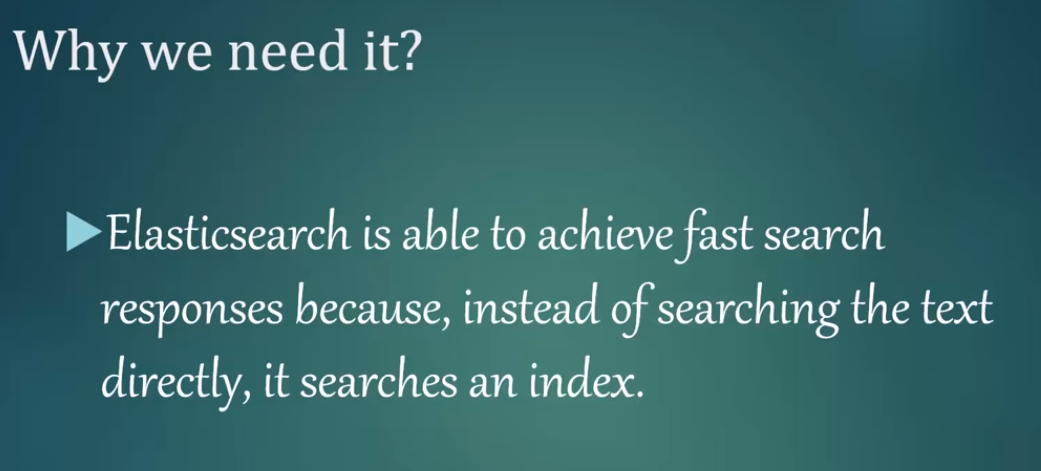 Why we need it?
Elasticsearch is able to achieve fast search
responses because, instead of searching the text
directly, it searches an index.